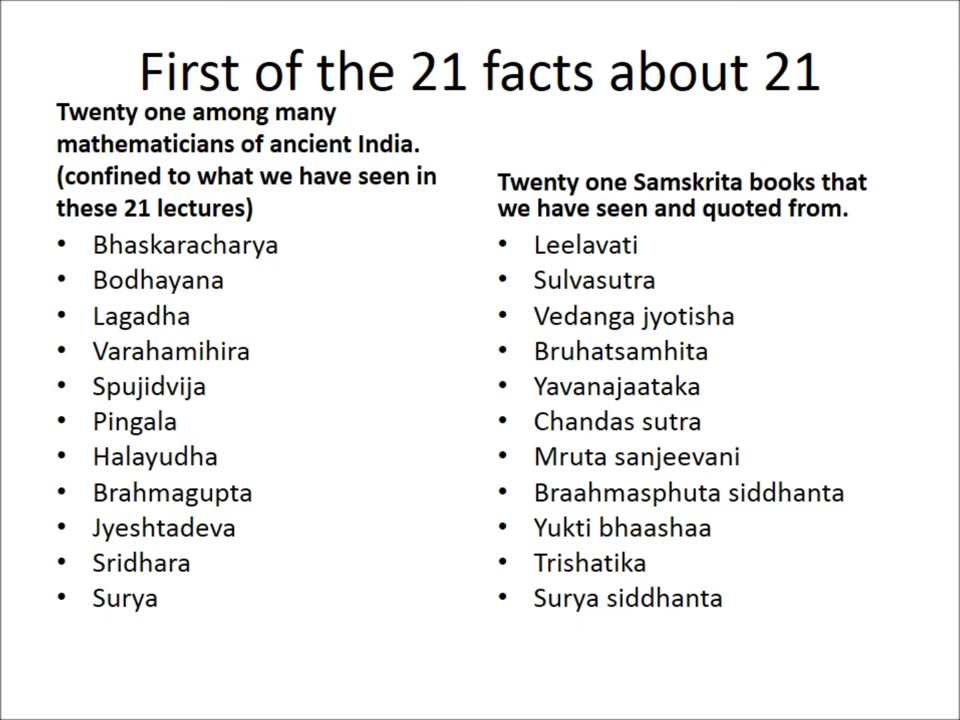 First of the 21 facts about 21
Twenty one among many
mathematicians of ancient India.
(confined to what we have seen in
these 21 lectures)
• Bhaskaracharya
• Bodhayana
• Lagadha
• Varahamihira
• Spujidvija
• Pingala
• Halayudha
• Brahmagupta
• Jyeshtadeva
• Sridhara
• Surya
Twenty one Samskrita books that
we have seen and quoted from.
• Leelavati
• Sulvasutra
• Vedanga jyotisha
• Bruhatsamhita
• Yavanajaataka
• Chandas sutra
• Mruta sanjeevani
• Braahmasphuta siddhanta
• Yukti bhaashaa
• Trishatika
• Surya siddhanta